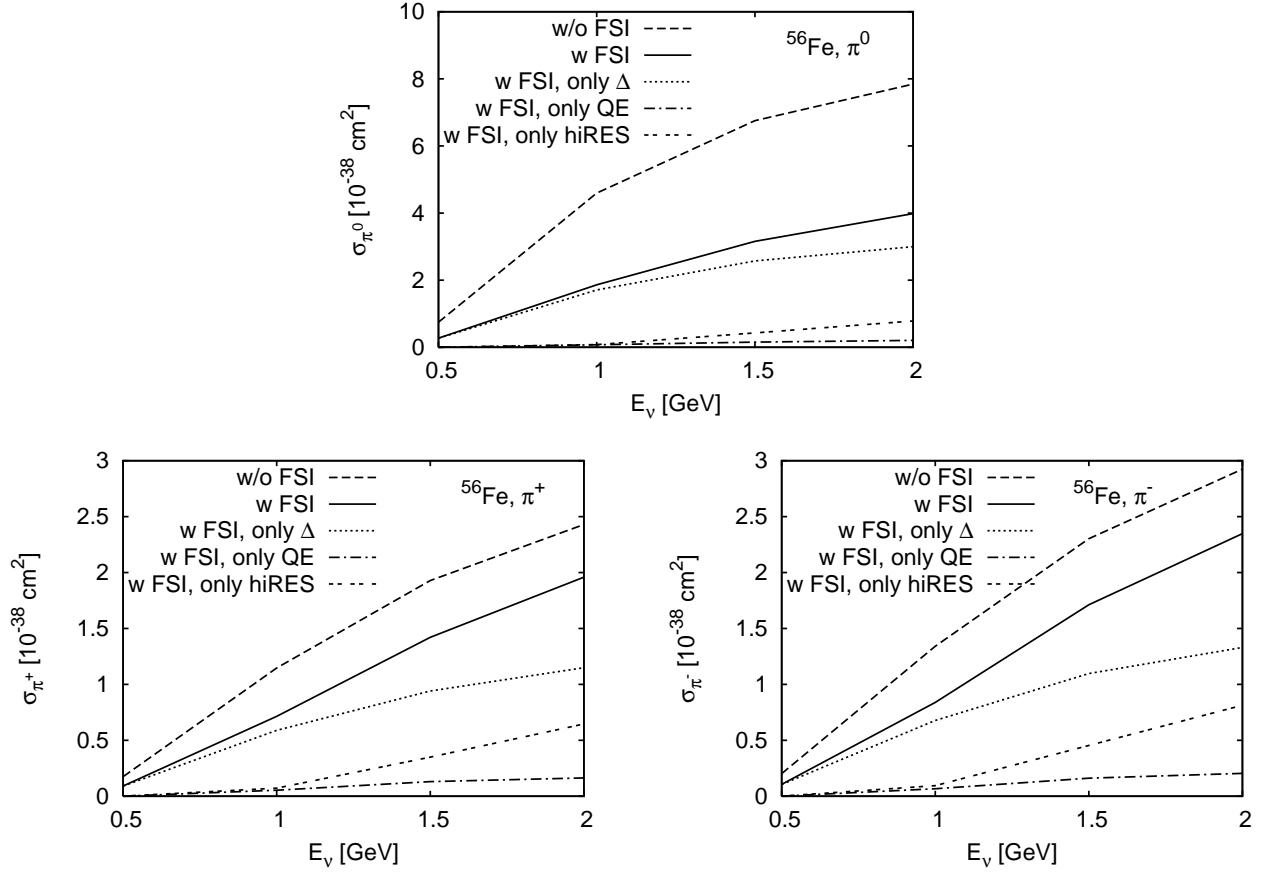 10
8
6
4
2
0
0.5 1 1.5 2
σπ⁰ [10⁻³⁸ cm²]
Eν [GeV]
w/o FSI
w FSI
w FSI, only Δ
w FSI, only QE
w FSI, only hiRES
⁵⁶Fe, π⁰
3
2.5
2
1.5
1
0.5
0
0.5 1 1.5 2
σπ⁺ [10⁻³⁸ cm²]
Eν [GeV]
w/o FSI
w FSI
w FSI, only Δ
w FSI, only QE
w FSI, only hiRES
⁵⁶Fe, π⁺
3
2.5
2
1.5
1
0.5
0
0.5 1 1.5 2
σπ⁻ [10⁻³⁸ cm²]
Eν [GeV]
w/o FSI
w FSI
w FSI, only Δ
w FSI, only QE
w FSI, only hiRES
⁵⁶Fe, π⁻